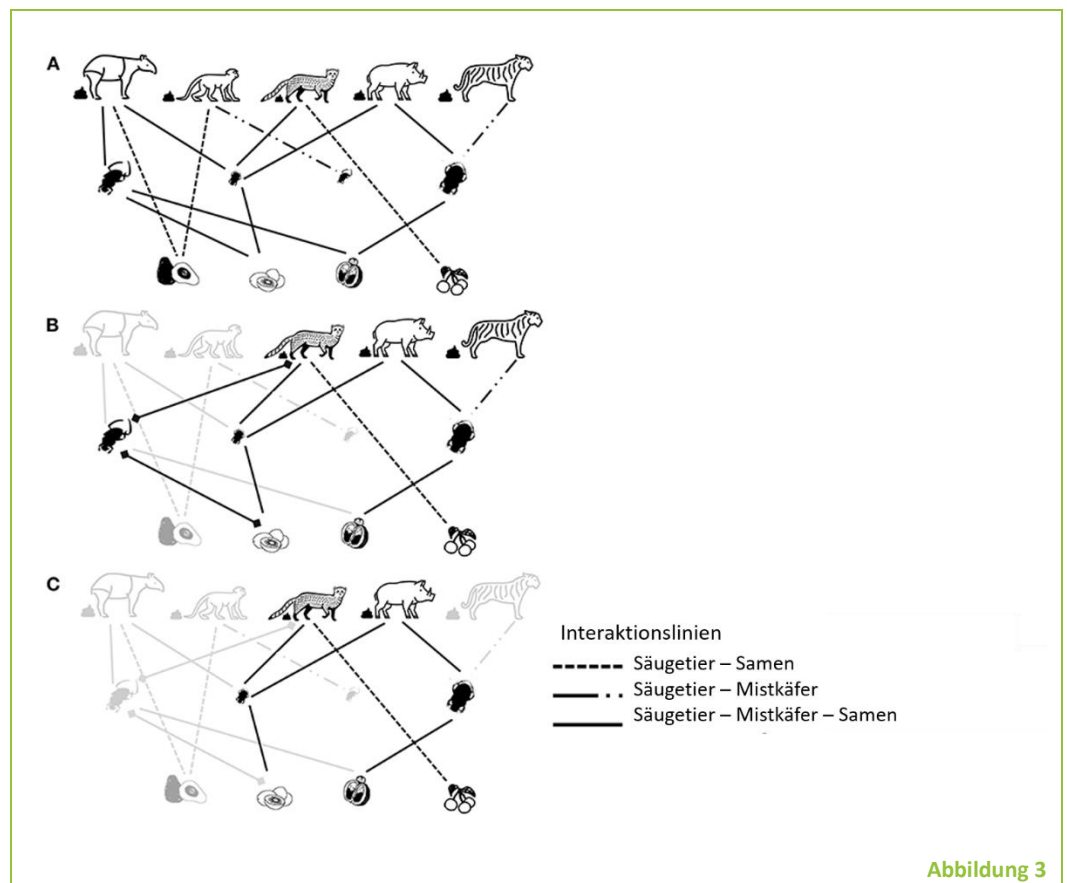 A
B
C
Interaktionslinien
Säugetier – Samen
Säugetier – Mistkäfer
Säugetier – Mistkäfer – Samen
Abbildung 3